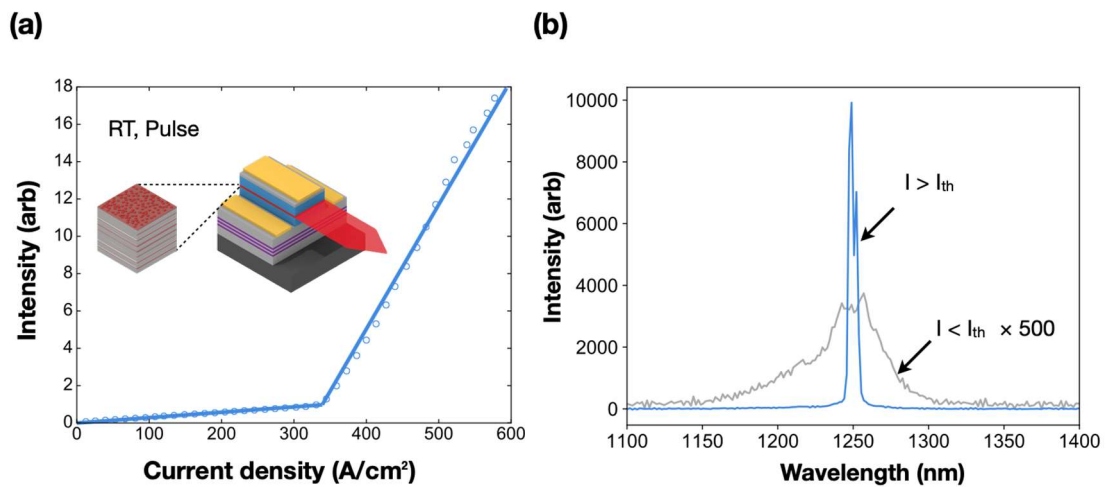 (a)
(b)
18
16
14
12
10
8
6
4
2
0
Intensity (arb)
RT, Pulse
0 100 200 300 400 500 600
Current density (A/cm²)
10000
8000
6000
4000
2000
0
Intensity (arb)
I > Iₜₕ
I < Iₜₕ × 500
1100 1150 1200 1250 1300 1350 1400
Wavelength (nm)